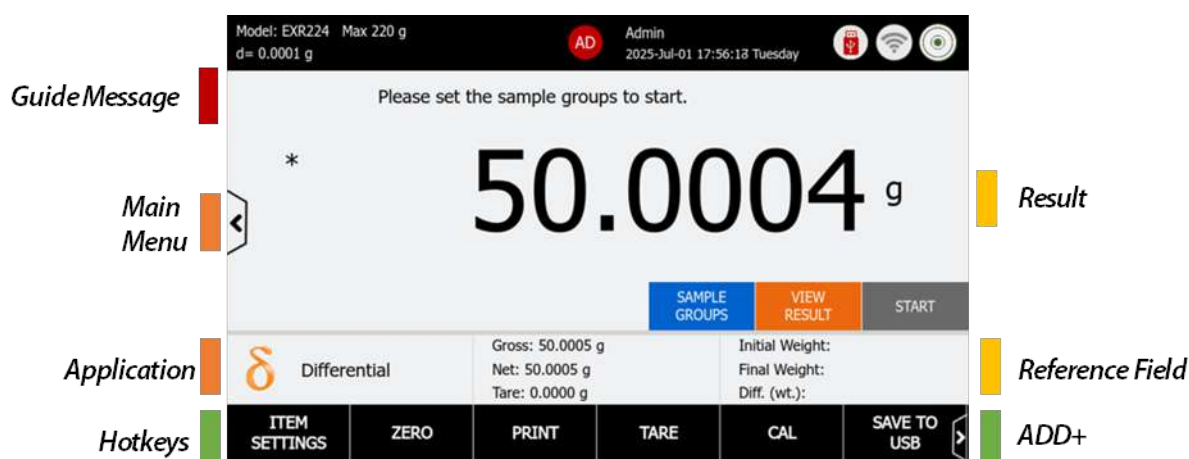 Model: EXR224 Max 220 g
d= 0.0001 g
AD
Admin
2025-Jul-01 17:56:13 Tuesday
Guide Message
Please set the sample groups to start.
*
50.0004 g
Main
Menu
Result
SAMPLE
GROUPS
VIEW
RESULT
START
Application
δ
Differential
Gross: 50.0005 g
Net: 50.0005 g
Tare: 0.0000 g
Initial Weight:
Final Weight:
Diff. (wt.):
Reference Field
Hotkeys
ITEM
SETTINGS
ZERO
PRINT
TARE
CAL
SAVE TO
USB
ADD+